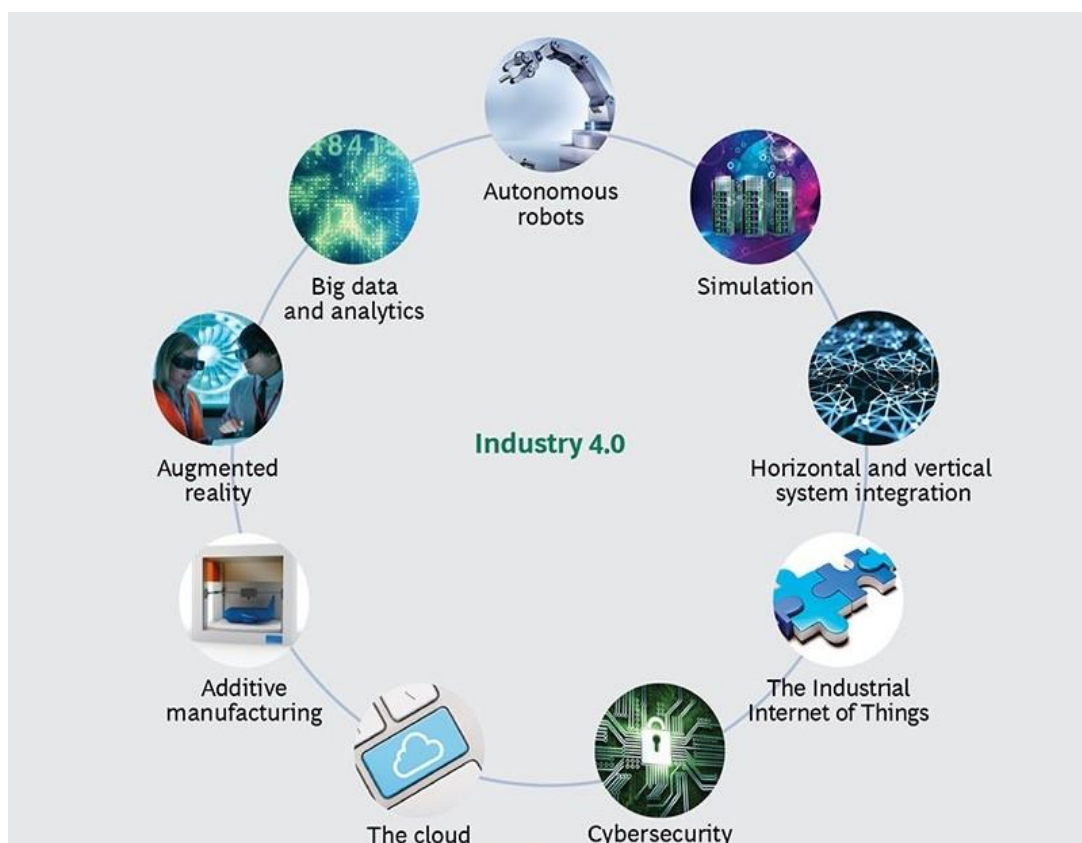 Autonomous
robots
Simulation
Horizontal and vertical
system integration
The Industrial
Internet of Things
Cybersecurity
The cloud
Additive
manufacturing
Augmented
reality
Big data
and analytics
48415
Industry 4.0